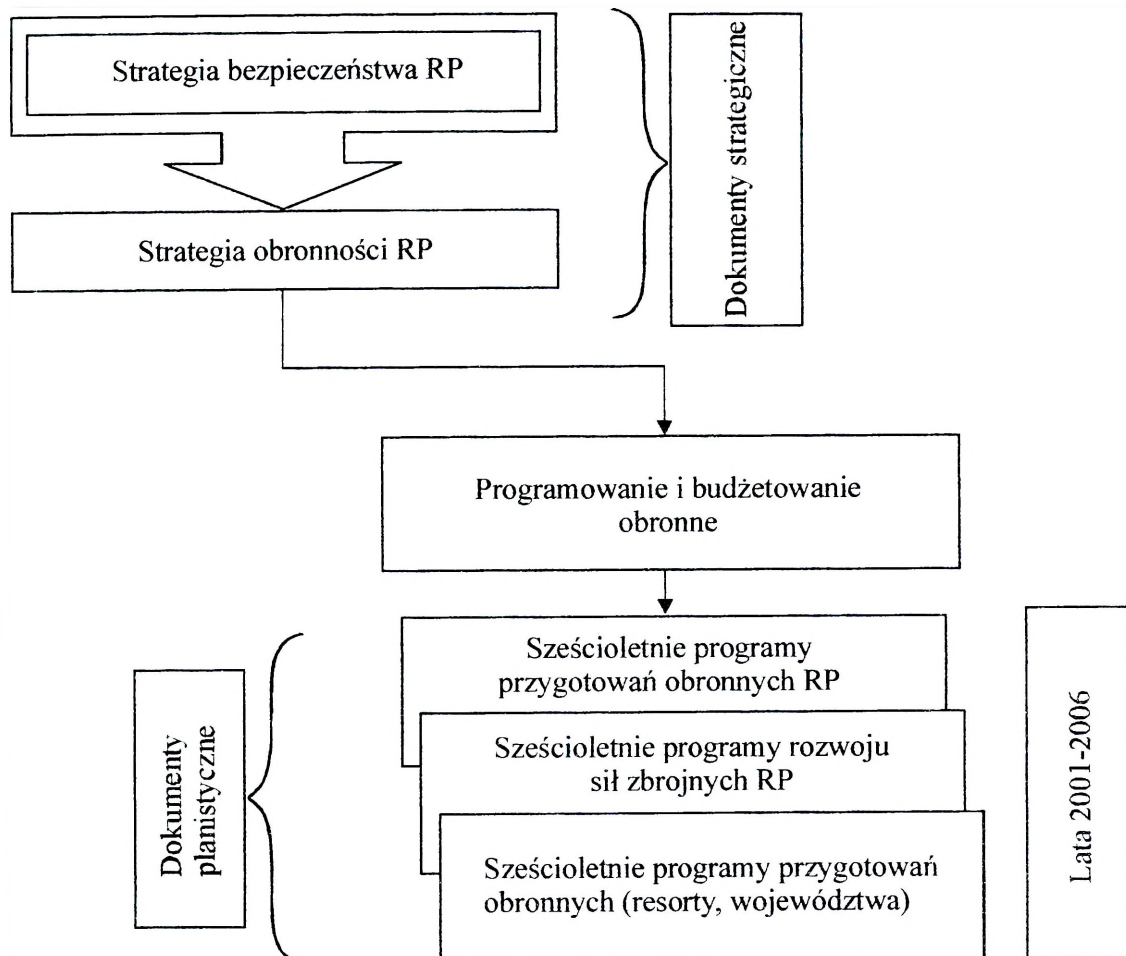 Strategia bezpieczeństwa RP
Strategia obronności RP
Dokumenty strategiczne
Programowanie i budżetowanie
obronne
Sześcioletnie programy
przygotowań obronnych RP
Sześcioletnie programy rozwoju
sił zbrojnych RP
Sześcioletnie programy przygotowań
obronnych (resorty, województwa)
Dokumenty
planistyczne
Lata 2001-2006